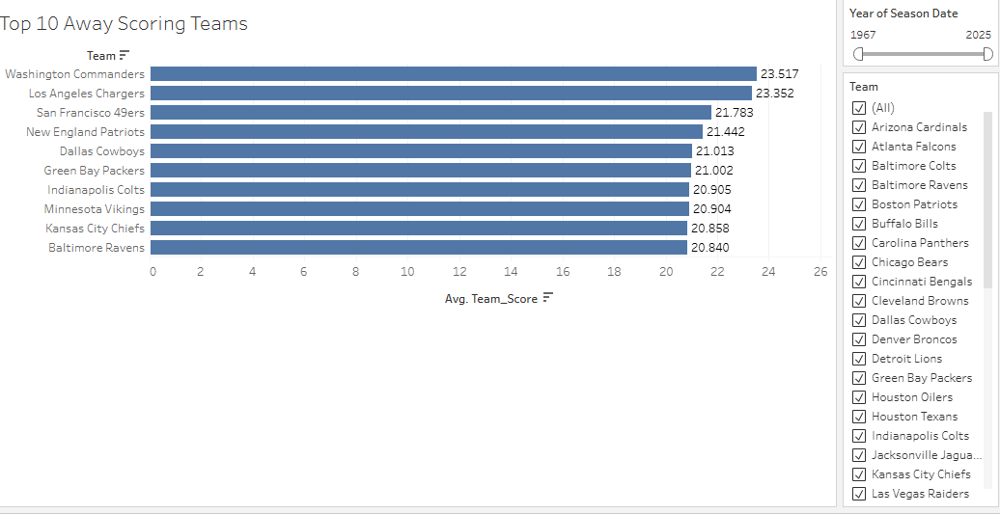 Top 10 Away Scoring Teams
Team
Washington Commanders 23.517
Los Angeles Chargers 23.352
San Francisco 49ers 21.783
New England Patriots 21.442
Dallas Cowboys 21.013
Green Bay Packers 21.002
Indianapolis Colts 20.905
Minnesota Vikings 20.904
Kansas City Chiefs 20.858
Baltimore Ravens 20.840
0 2 4 6 8 10 12 14 16 18 20 22 24 26
Avg. Team_Score
Year of Season Date
1967 2025
Team
(All)
Arizona Cardinals
Atlanta Falcons
Baltimore Colts
Baltimore Ravens
Boston Patriots
Buffalo Bills
Carolina Panthers
Chicago Bears
Cincinnati Bengals
Cleveland Browns
Dallas Cowboys
Denver Broncos
Detroit Lions
Green Bay Packers
Houston Oilers
Houston Texans
Indianapolis Colts
Jacksonville Jagua...
Kansas City Chiefs
Las Vegas Raiders